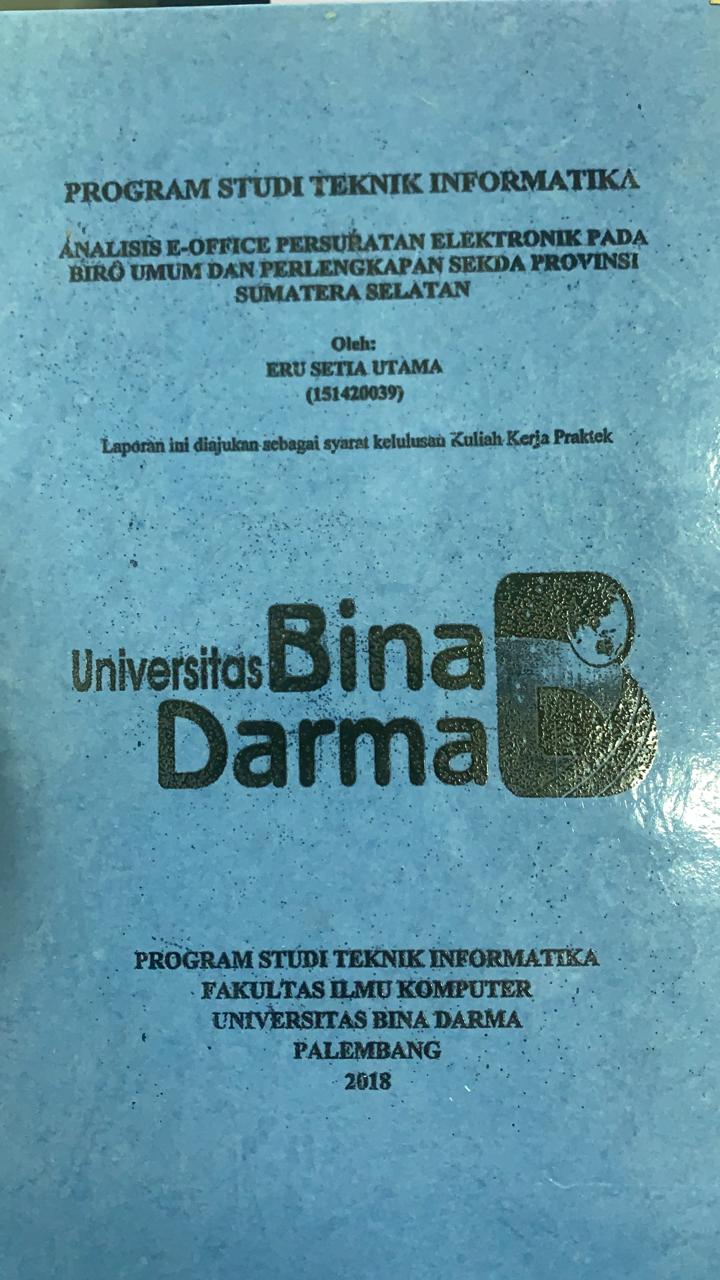 PROGRAM STUDI TEKNIK INFORMATIKA
ANALISIS E-OFFICE PERSURATAN ELEKTRONIK PADA
BIRO UMUM DAN PERLENGKAPAN SEKDA PROVINSI
SUMATERA SELATAN
Oleh:
ERU SETIA UTAMA
(151420039)
Laporan ini diajukan sebagai syarat kelulusan Kuliah Kerja Praktek
Universitas Bina
Darma
PROGRAM STUDI TEKNIK INFORMATIKA
FAKULTAS ILMU KOMPUTER
UNIVERSITAS BINA DARMA
PALEMBANG
2018